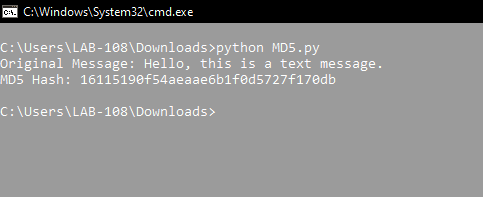 C:\Windows\System32\cmd.exe
C:\Users\LAB-108\Downloads>python MD5.py
Original Message: Hello, this is a text message.
MD5 Hash: 16115190f54aeaae6b1f0d5727f170db
C:\Users\LAB-108\Downloads>